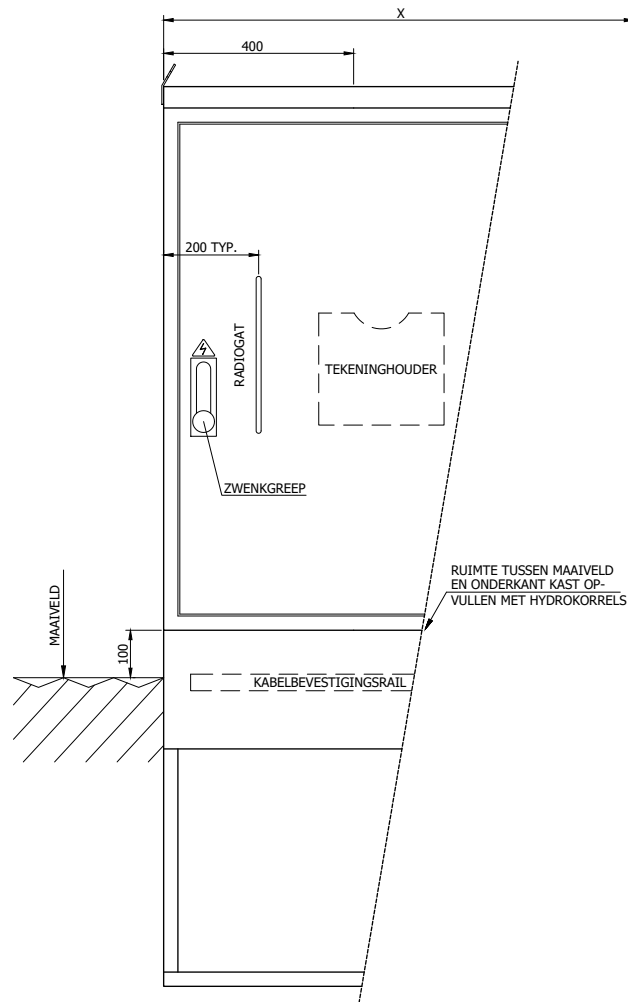 X
400
200 TYP.
RADIOGAT
TEKENINGHOUDER
ZWENKGREEP
RUIMTE TUSSEN MAAIVELD
EN ONDERKANT KAST OP-
VULLEN MET HYDROKORRELS
MAAIVELD
100
KABELBEVESTIGINGSRAIL